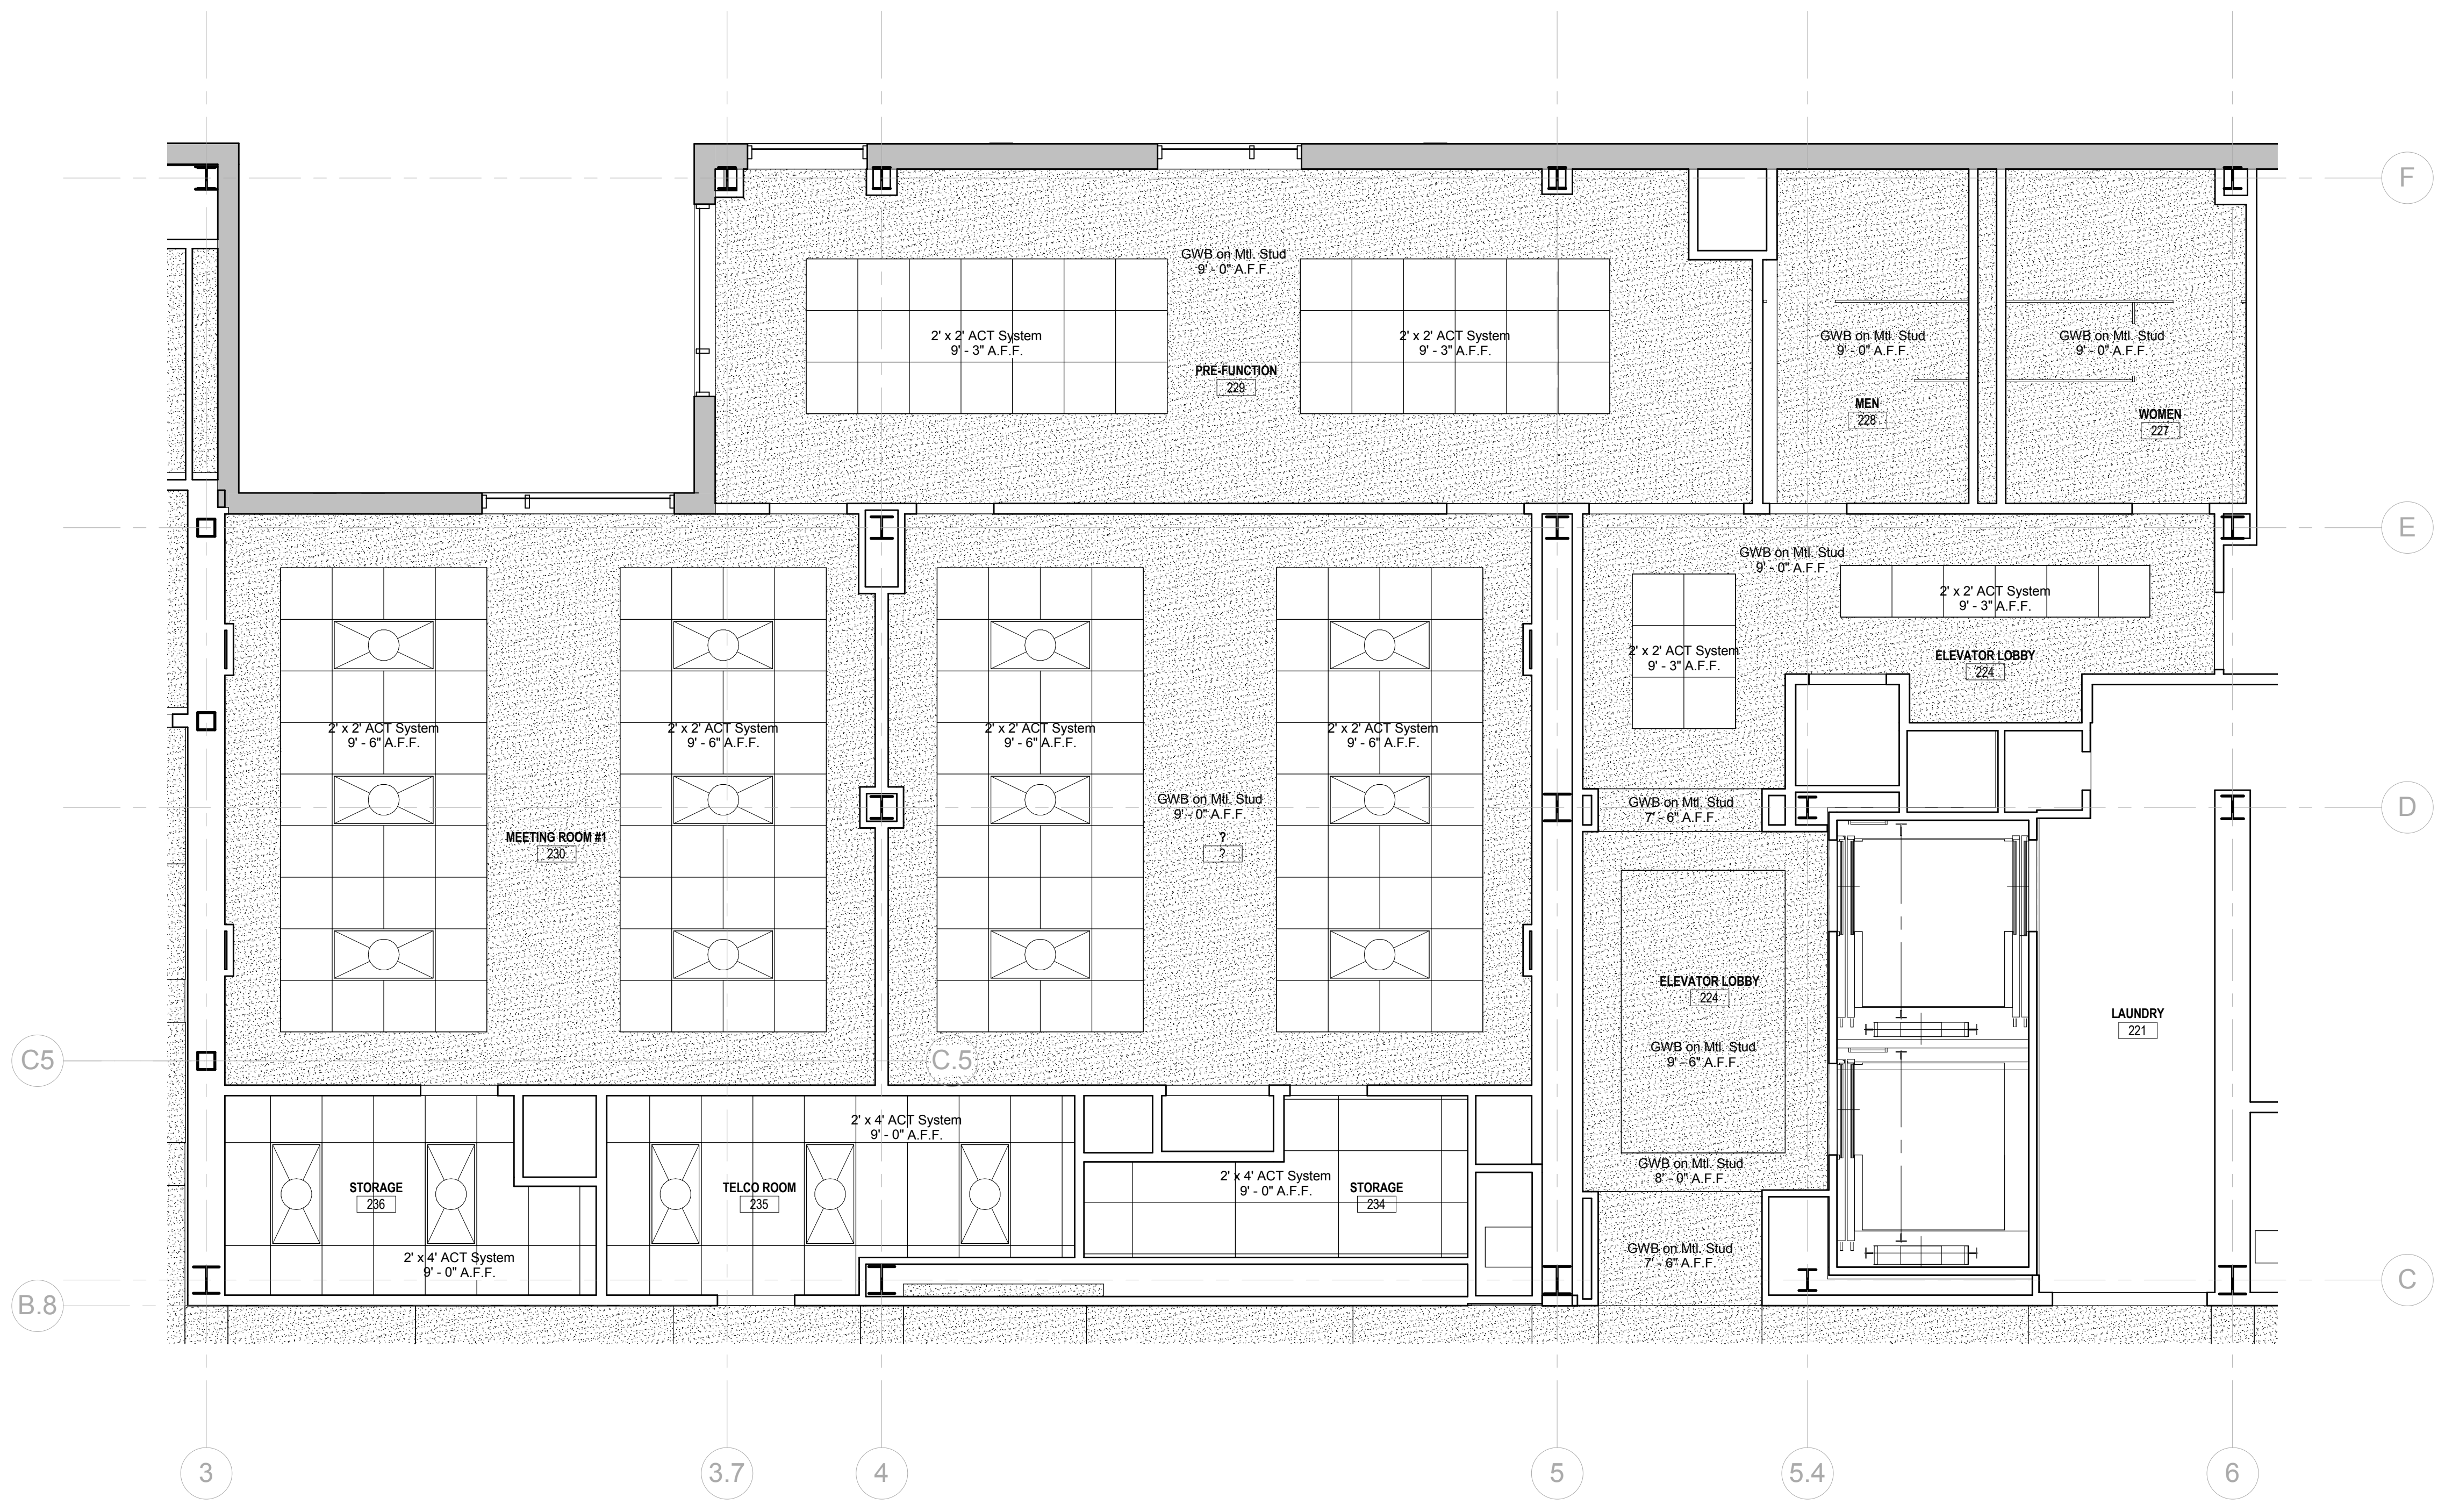 F
GWB on Mtl. Stud
9' - 0" A.F.F.
2' x 2' ACT System
9' - 3" A.F.F.
2' x 2' ACT System
9' - 3" A.F.F.
GWB on Mtl. Stud
9' - 0" A.F.F.
GWB on Mtl. Stud
9' - 0" A.F.F.
PRE-FUNCTION
229
MEN
228
WOMEN
227
E
GWB on Mtl. Stud
9' - 0" A.F.F.
2' x 2' ACT System
9' - 3" A.F.F.
2' x 2' ACT System
9' - 3" A.F.F.
ELEVATOR LOBBY
224
2' x 2' ACT System
9' - 6" A.F.F.
2' x 2' ACT System
9' - 6" A.F.F.
2' x 2' ACT System
9' - 6" A.F.F.
2' x 2' ACT System
9' - 6" A.F.F.
GWB on Mtl. Stud
9' - 0" A.F.F.
GWB on Mtl. Stud
7' - 6" A.F.F.
D
MEETING ROOM #1
230
?
?
ELEVATOR LOBBY
224
LAUNDRY
221
GWB on Mtl. Stud
9' - 6" A.F.F.
C5
C.5
2' x 4' ACT System
9' - 0" A.F.F.
GWB on Mtl. Stud
8' - 0" A.F.F.
STORAGE
236
TELCO ROOM
235
2' x 4' ACT System
9' - 0" A.F.F.
STORAGE
234
2' x 4' ACT System
9' - 0" A.F.F.
GWB on Mtl. Stud
7' - 6" A.F.F.
C
B.8
3
3.7
4
5
5.4
6